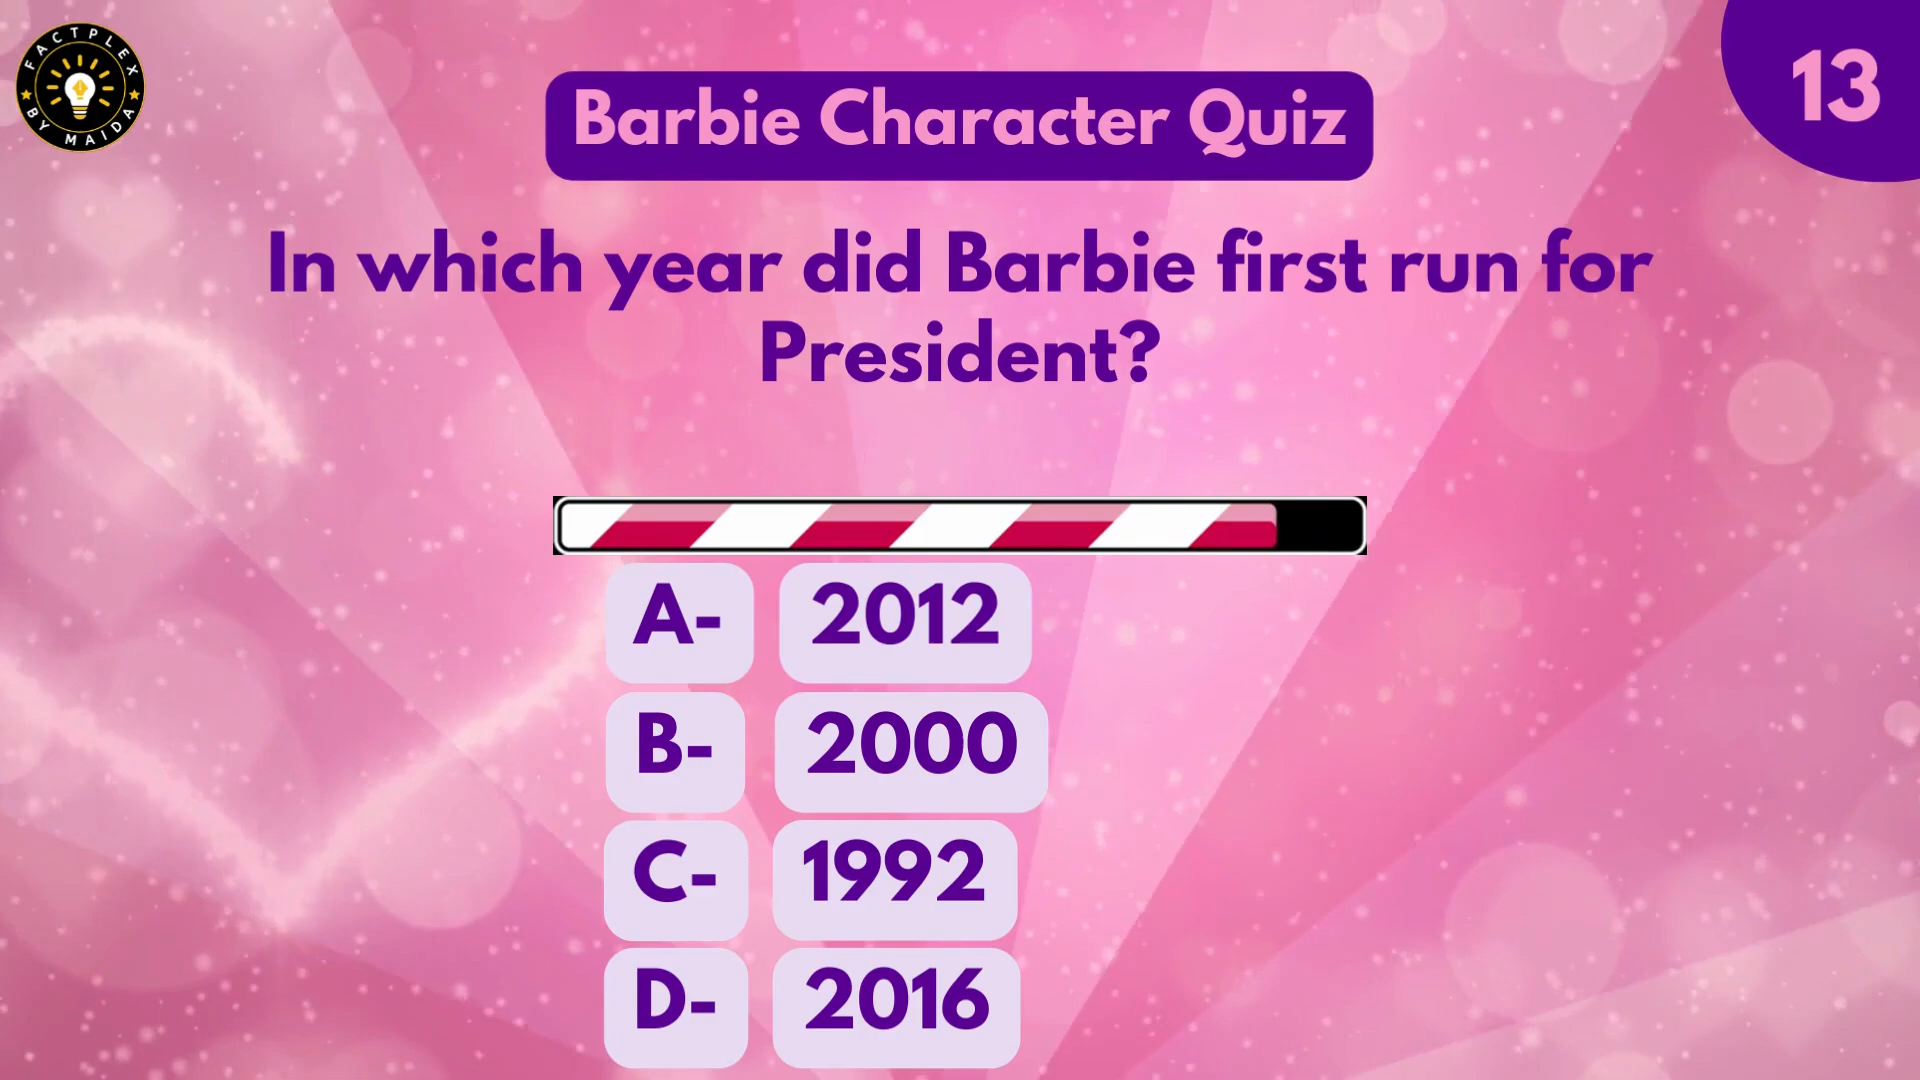 FACTPLEX
BY MAIDA
Barbie Character Quiz
13
In which year did Barbie first run for
President?
A- 2012
B- 2000
C- 1992
D- 2016